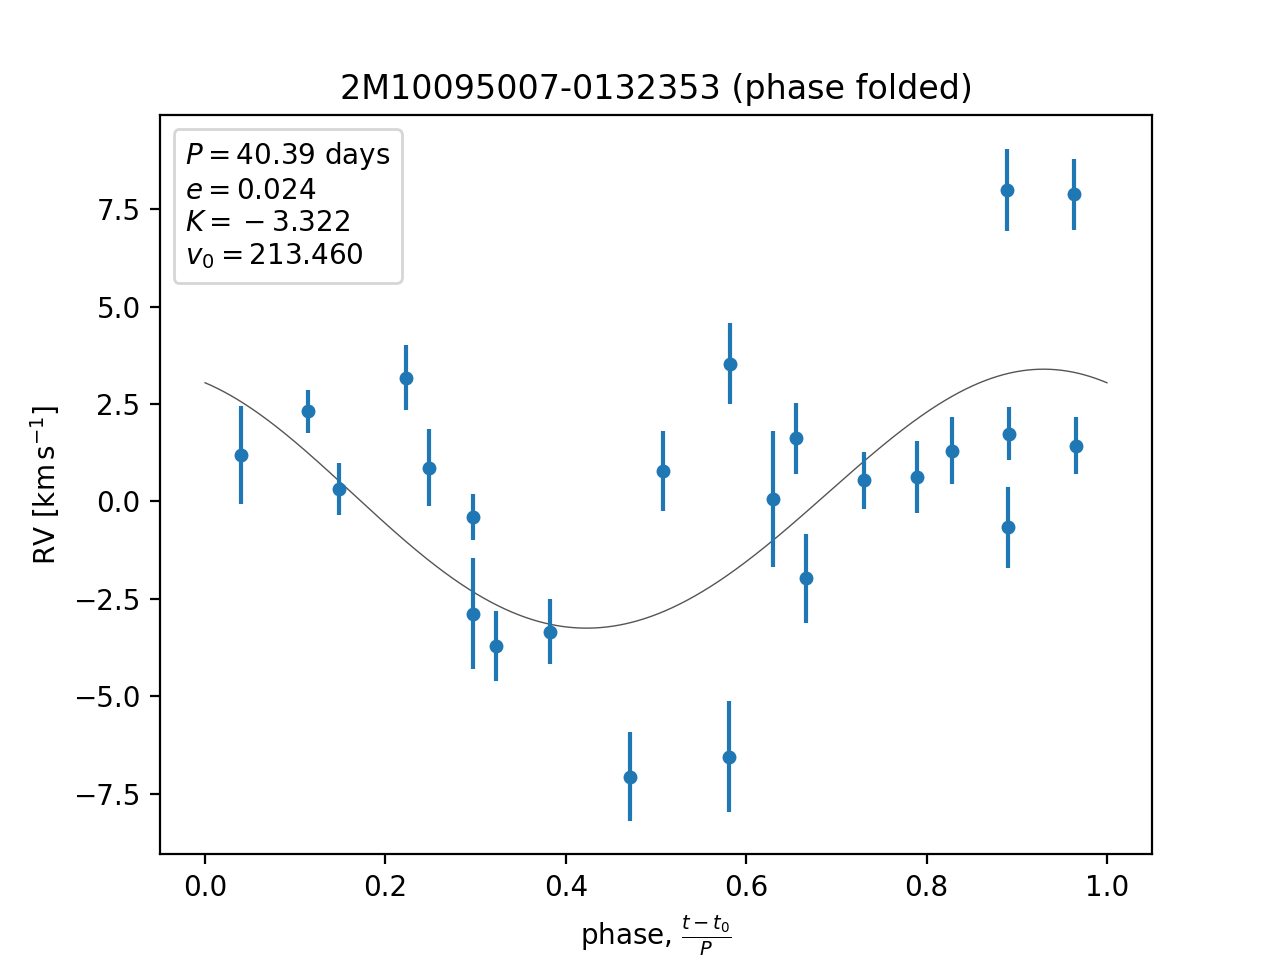 2M10095007-0132353 (phase folded)
P = 40.39 days
e = 0.024
K = −3.322
v₀ = 213.460
7.5
5.0
2.5
0.0
−2.5
−5.0
−7.5
RV [km s⁻¹]
0.0 0.2 0.4 0.6 0.8 1.0
phase, (t − t₀)/P